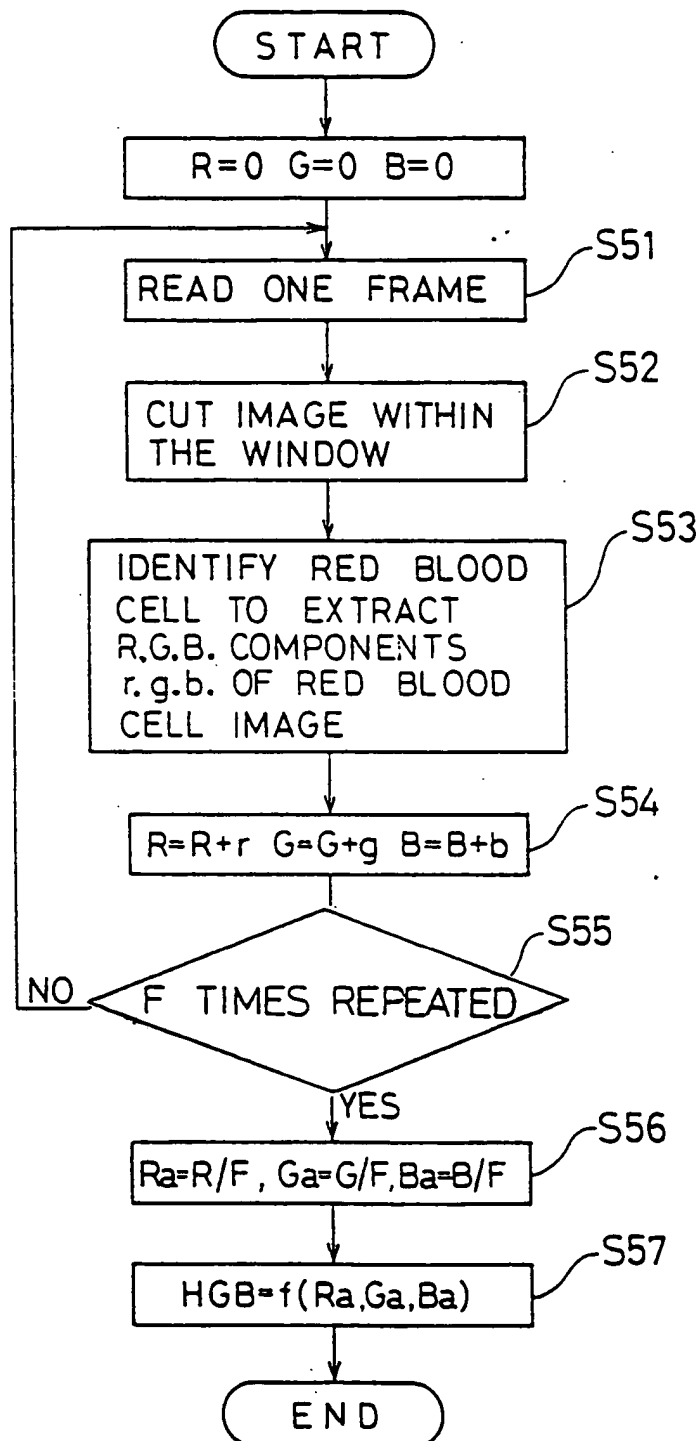 START
R=0 G=0 B=0
S51
READ ONE FRAME
S52
CUT IMAGE WITHIN
THE WINDOW
S53
IDENTIFY RED BLOOD
CELL TO EXTRACT
R.G.B. COMPONENTS
r.g.b. OF RED BLOOD
CELL IMAGE
S54
R=R+r G=G+g B=B+b
S55
F TIMES REPEATED
NO
YES
S56
Ra=R/F, Ga=G/F, Ba=B/F
S57
HGB=f(Ra,Ga,Ba)
END